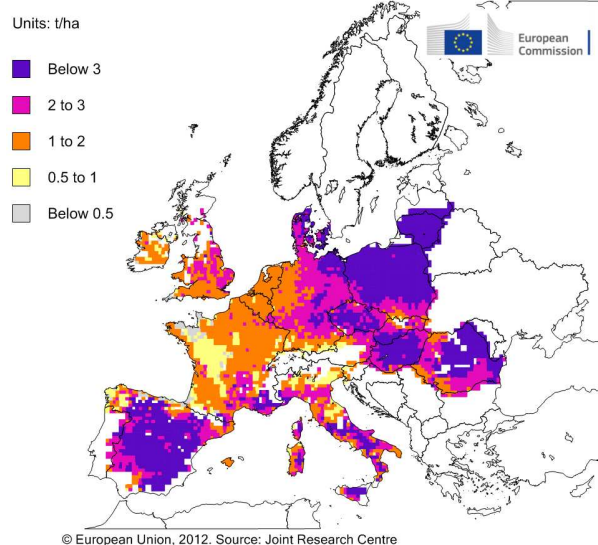 Units: t/ha
European
Commission
Below 3
2 to 3
1 to 2
0.5 to 1
Below 0.5
© European Union, 2012. Source: Joint Research Centre